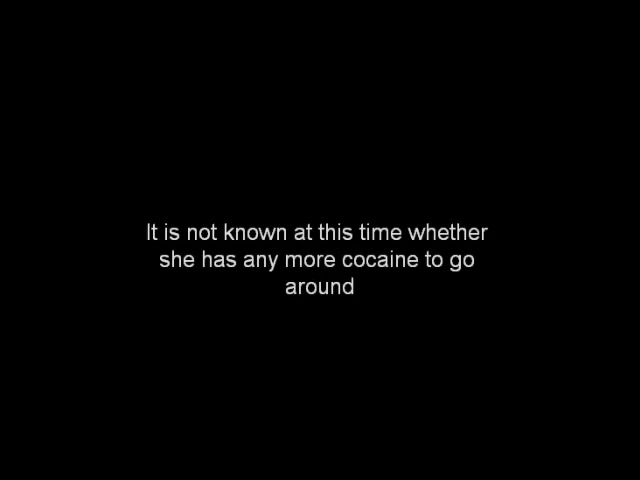 It is not known at this time whether
she has any more cocaine to go
around